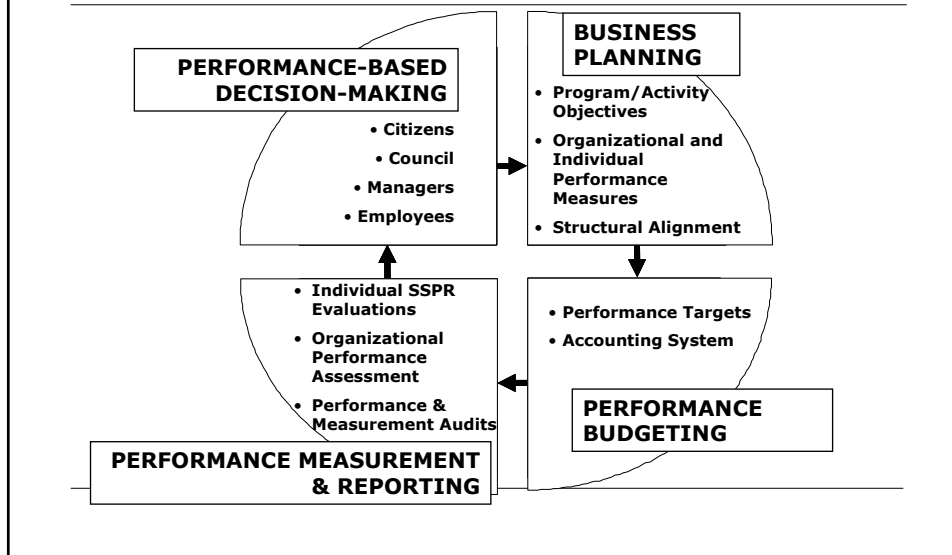 PERFORMANCE-BASED
DECISION-MAKING
• Citizens
• Council
• Managers
• Employees
BUSINESS
PLANNING
• Program/Activity
Objectives
• Organizational and
Individual
Performance
Measures
• Structural Alignment
• Performance Targets
• Accounting System
PERFORMANCE
BUDGETING
• Individual SSPR
Evaluations
• Organizational
Performance
Assessment
• Performance &
Measurement Audits
PERFORMANCE MEASUREMENT
& REPORTING